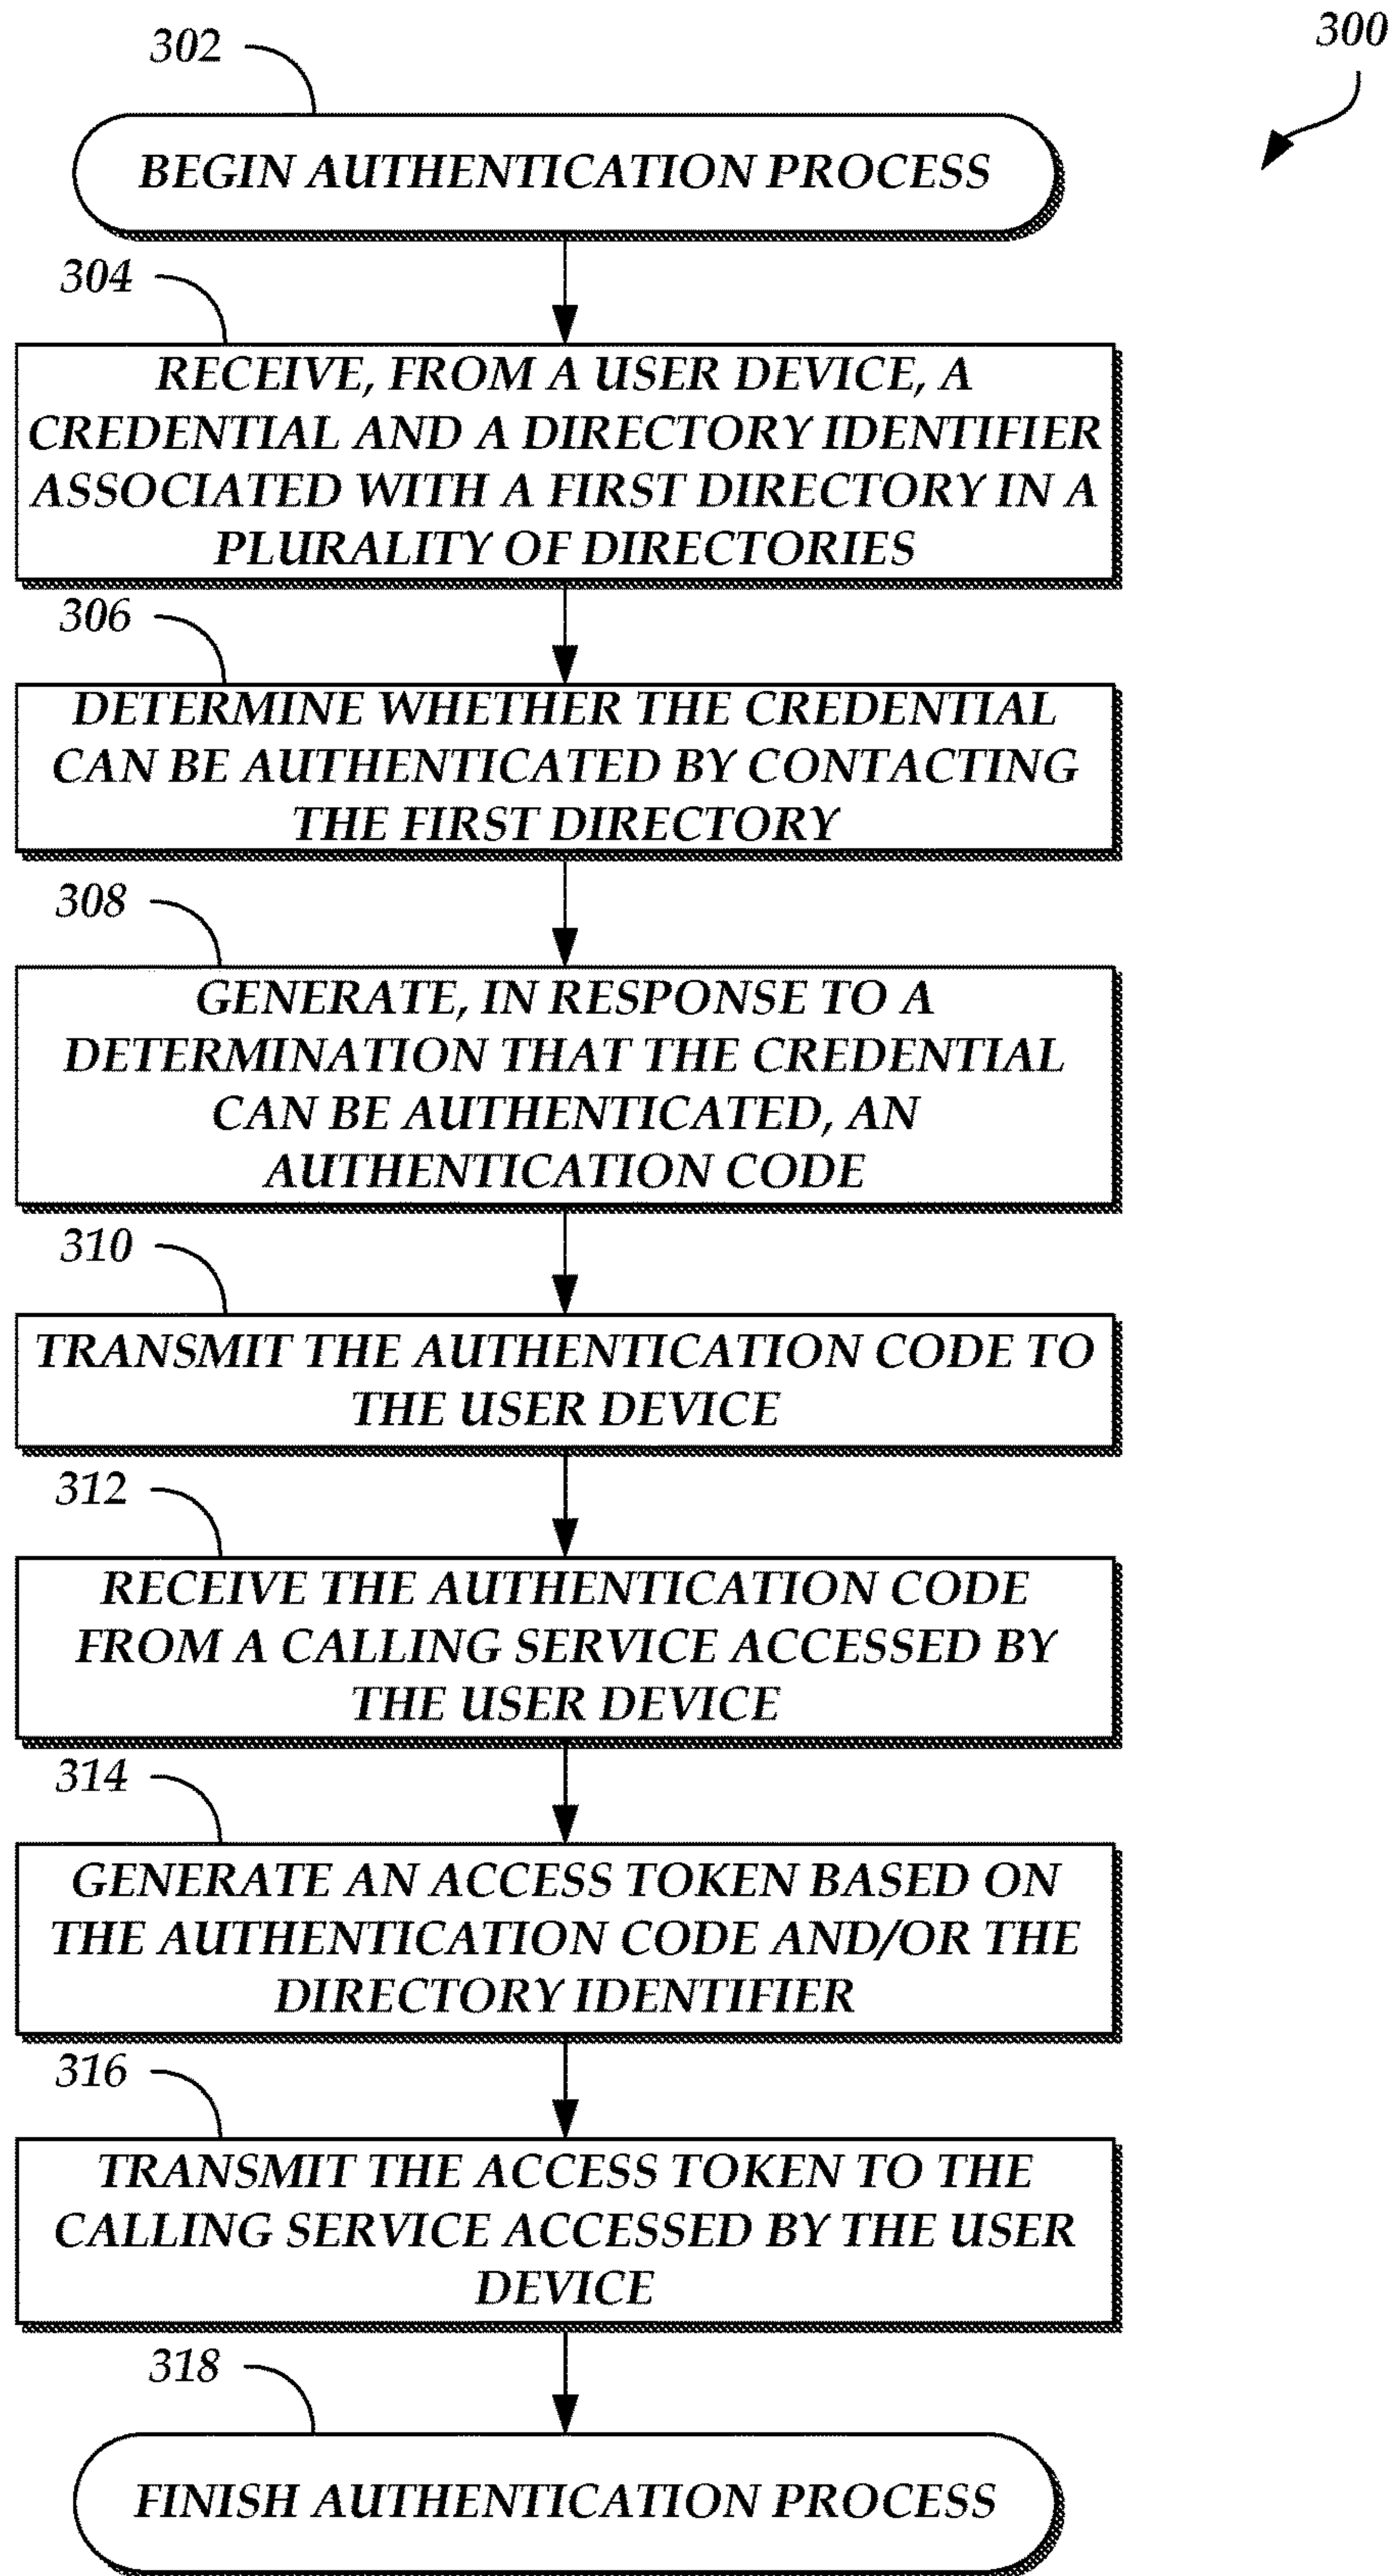 300
302
BEGIN AUTHENTICATION PROCESS
304
RECEIVE, FROM A USER DEVICE, A
CREDENTIAL AND A DIRECTORY IDENTIFIER
ASSOCIATED WITH A FIRST DIRECTORY IN A
PLURALITY OF DIRECTORIES
306
DETERMINE WHETHER THE CREDENTIAL
CAN BE AUTHENTICATED BY CONTACTING
THE FIRST DIRECTORY
308
GENERATE, IN RESPONSE TO A
DETERMINATION THAT THE CREDENTIAL
CAN BE AUTHENTICATED, AN
AUTHENTICATION CODE
310
TRANSMIT THE AUTHENTICATION CODE TO
THE USER DEVICE
312
RECEIVE THE AUTHENTICATION CODE
FROM A CALLING SERVICE ACCESSED BY
THE USER DEVICE
314
GENERATE AN ACCESS TOKEN BASED ON
THE AUTHENTICATION CODE AND/OR THE
DIRECTORY IDENTIFIER
316
TRANSMIT THE ACCESS TOKEN TO THE
CALLING SERVICE ACCESSED BY THE USER
DEVICE
318
FINISH AUTHENTICATION PROCESS